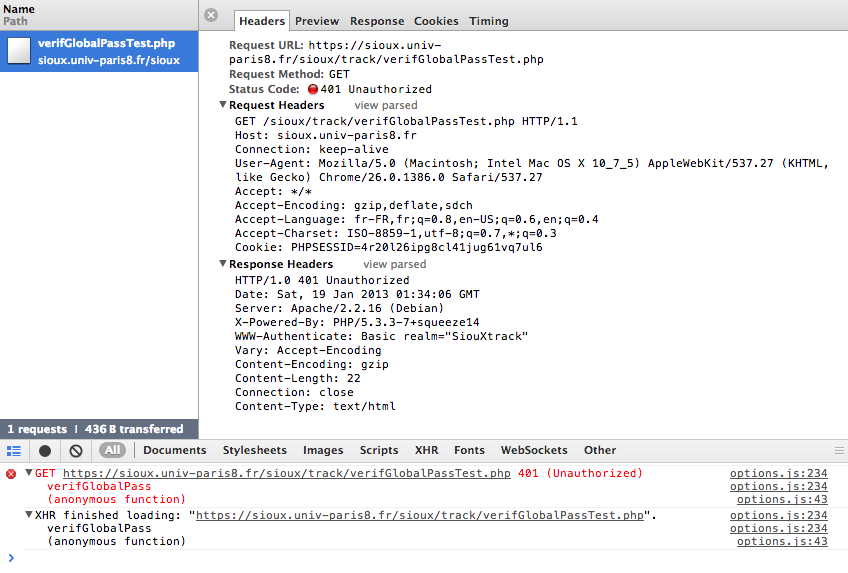 Name
Path
verifGlobalPassTest.php
sioux.univ-paris8.fr/sioux
1 requests | 436 B transferred
Headers Preview Response Cookies Timing
Request URL: https://sioux.univ-
paris8.fr/sioux/track/verifGlobalPassTest.php
Request Method: GET
Status Code: 401 Unauthorized
Request Headers view parsed
GET /sioux/track/verifGlobalPassTest.php HTTP/1.1
Host: sioux.univ-paris8.fr
Connection: keep-alive
User-Agent: Mozilla/5.0 (Macintosh; Intel Mac OS X 10_7_5) AppleWebKit/537.27 (KHTML,
like Gecko) Chrome/26.0.1386.0 Safari/537.27
Accept: */*
Accept-Encoding: gzip,deflate,sdch
Accept-Language: fr-FR,fr;q=0.8,en-US;q=0.6,en;q=0.4
Accept-Charset: ISO-8859-1,utf-8;q=0.7,*;q=0.3
Cookie: PHPSESSID=4r20l26ipg8cl41jug61vq7ul6
Response Headers view parsed
HTTP/1.0 401 Unauthorized
Date: Sat, 19 Jan 2013 01:34:06 GMT
Server: Apache/2.2.16 (Debian)
X-Powered-By: PHP/5.3.3-7+squeeze14
WWW-Authenticate: Basic realm="SiouXtrack"
Vary: Accept-Encoding
Content-Encoding: gzip
Content-Length: 22
Connection: close
Content-Type: text/html
All Documents Stylesheets Images Scripts XHR Fonts WebSockets Other
GET https://sioux.univ-paris8.fr/sioux/track/verifGlobalPassTest.php 401 (Unauthorized) options.js:234
verifGlobalPass options.js:234
(anonymous function) options.js:43
XHR finished loading: "https://sioux.univ-paris8.fr/sioux/track/verifGlobalPassTest.php". options.js:234
verifGlobalPass options.js:234
(anonymous function) options.js:43